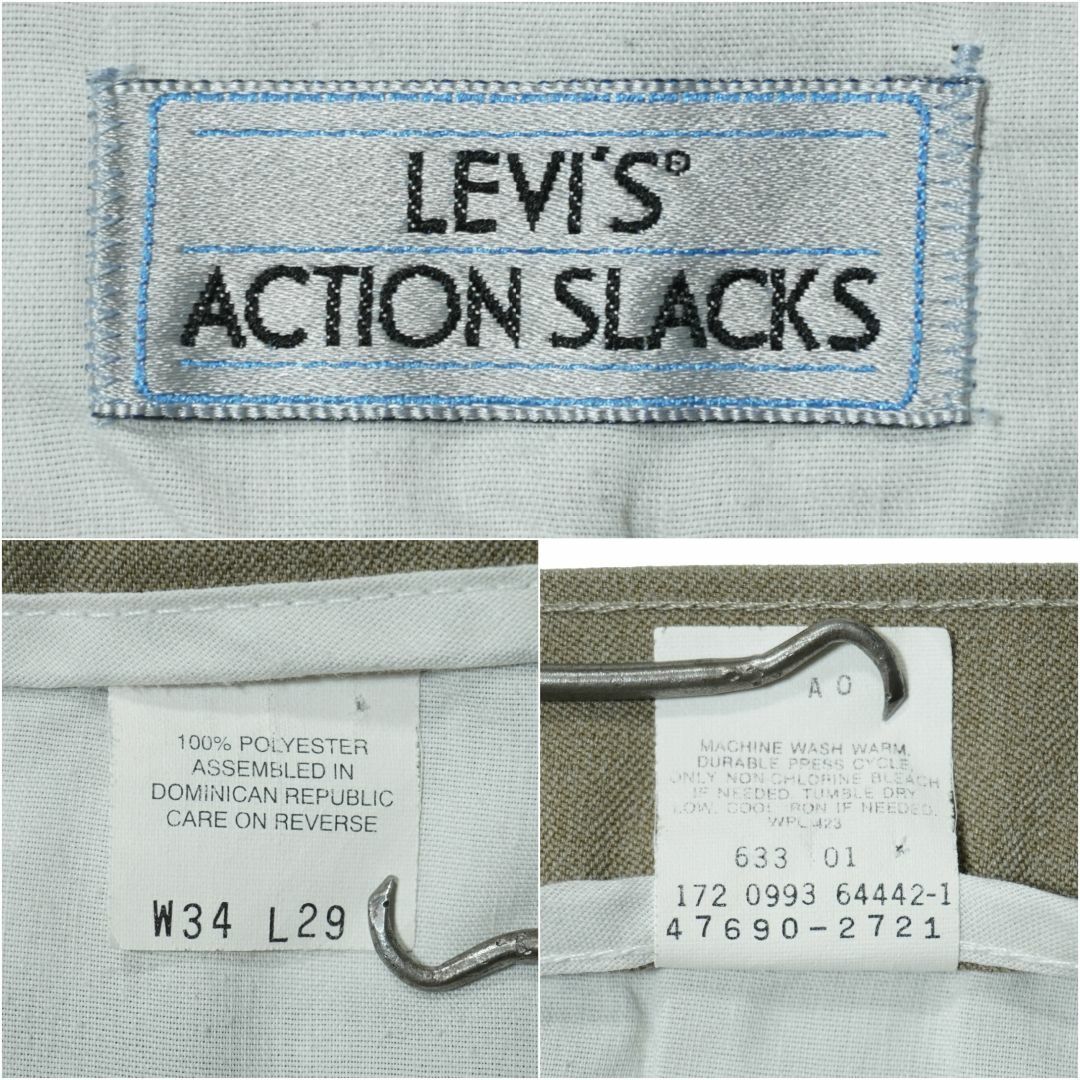 LEVI'S®
ACTION SLACKS
100% POLYESTER
ASSEMBLED IN
DOMINICAN REPUBLIC
CARE ON REVERSE
W34 L29
A 0
MACHINE WASH WARM,
DURABLE PRESS CYCLE,
ONLY NON-CHLORINE BLEACH
IF NEEDED. TUMBLE DRY
LOW. COOL IRON IF NEEDED.
633 01
172 0993 64442-1
47690-2721